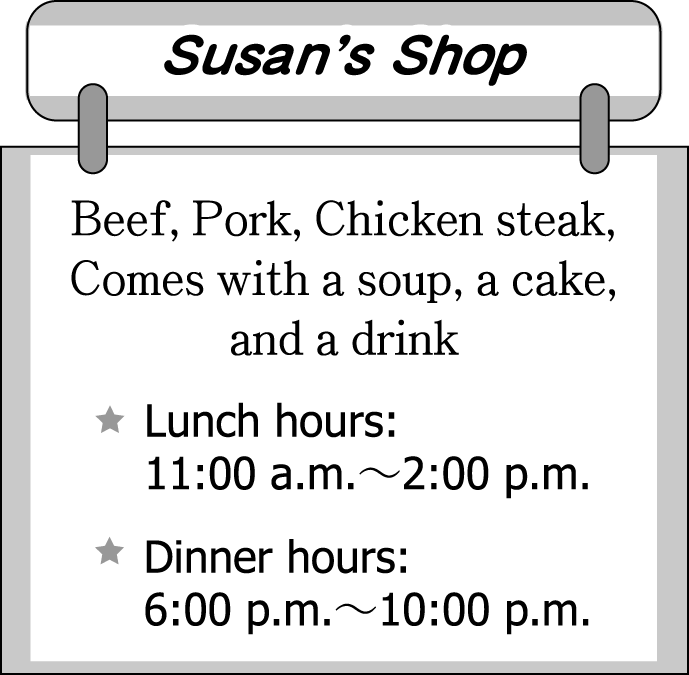 Susan's Shop
Beef, Pork, Chicken steak,
Comes with a soup, a cake,
and a drink
★ Lunch hours:
11:00 a.m.～2:00 p.m.
★ Dinner hours:
6:00 p.m.～10:00 p.m.